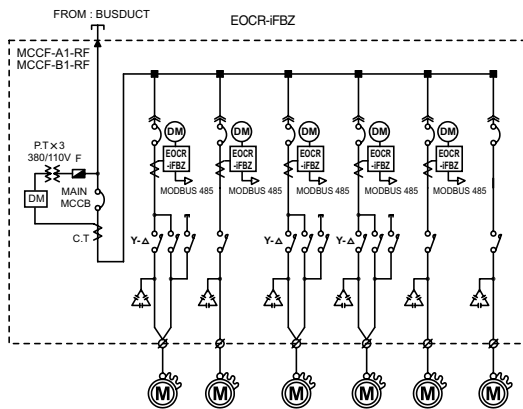 FROM : BUSDUCT
EOCR-iFBZ
MCCF-A1-RF
MCCF-B1-RF
P.T×3
380/110V F
DM
MAIN
MCCB
C.T
DM DM DM DM DM
EOCR
-iFBZ
EOCR
-iFBZ
EOCR
-iFBZ
EOCR
-iFBZ
EOCR
-iFBZ
MODBUS 485 MODBUS 485 MODBUS 485 MODBUS 485 MODBUS 485
Y-△ Y-△ Y-△
M M M M M M